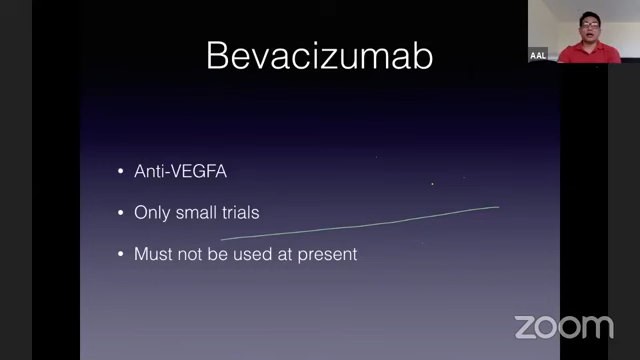 Bevacizumab
AAL
• Anti-VEGFA
• Only small trials
• Must not be used at present
zoom